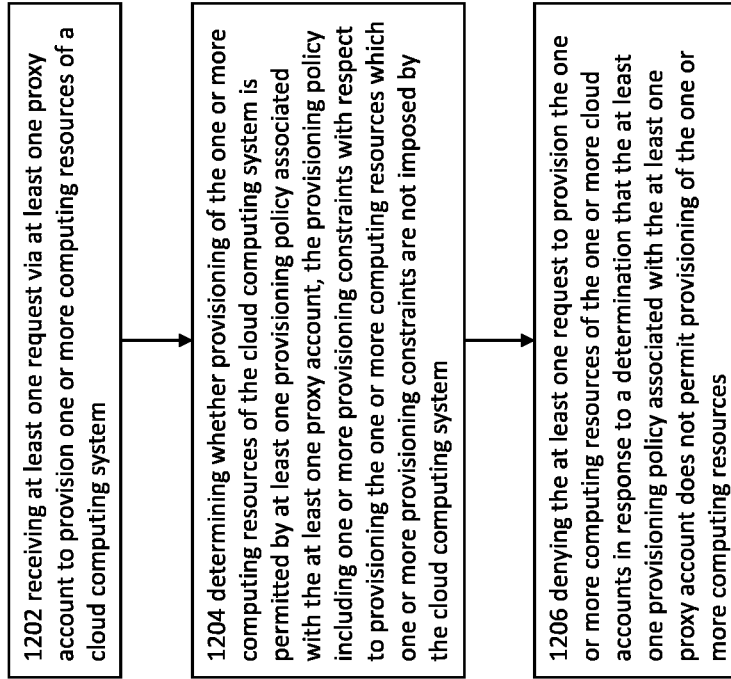 1202 receiving at least one request via at least one proxy
account to provision one or more computing resources of a
cloud computing system
1204 determining whether provisioning of the one or more
computing resources of the cloud computing system is
permitted by at least one provisioning policy associated
with the at least one proxy account, the provisioning policy
including one or more provisioning constraints with respect
to provisioning the one or more computing resources which
one or more provisioning constraints are not imposed by
the cloud computing system
1206 denying the at least one request to provision the one
or more computing resources of the one or more cloud
accounts in response to a determination that the at least
one provisioning policy associated with the at least one
proxy account does not permit provisioning of the one or
more computing resources